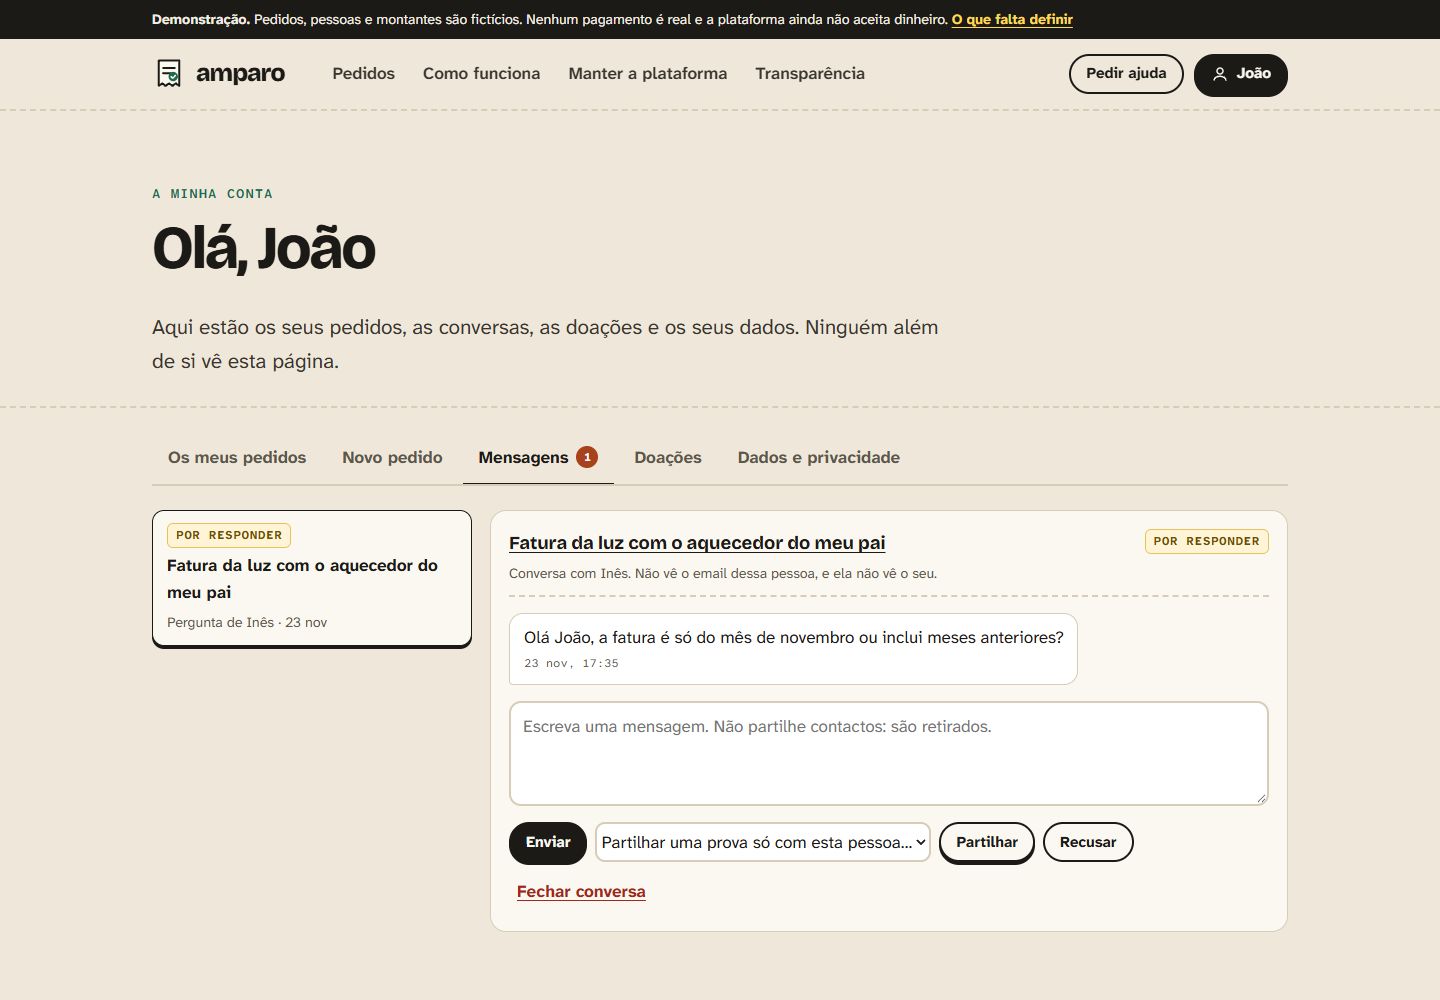 Demonstração. Pedidos, pessoas e montantes são fictícios. Nenhum pagamento é real e a plataforma ainda não aceita dinheiro. O que falta definir
amparo
Pedidos
Como funciona
Manter a plataforma
Transparência
Pedir ajuda
João
A MINHA CONTA
Olá, João
Aqui estão os seus pedidos, as conversas, as doações e os seus dados. Ninguém além
de si vê esta página.
Os meus pedidos
Novo pedido
Mensagens 1
Doações
Dados e privacidade
POR RESPONDER
Fatura da luz com o aquecedor do
meu pai
Pergunta de Inês · 23 nov
Fatura da luz com o aquecedor do meu pai
POR RESPONDER
Conversa com Inês. Não vê o email dessa pessoa, e ela não vê o seu.
Olá João, a fatura é só do mês de novembro ou inclui meses anteriores?
23 nov, 17:35
Escreva uma mensagem. Não partilhe contactos: são retirados.
Enviar
Partilhar uma prova só com esta pessoa...
Partilhar
Recusar
Fechar conversa